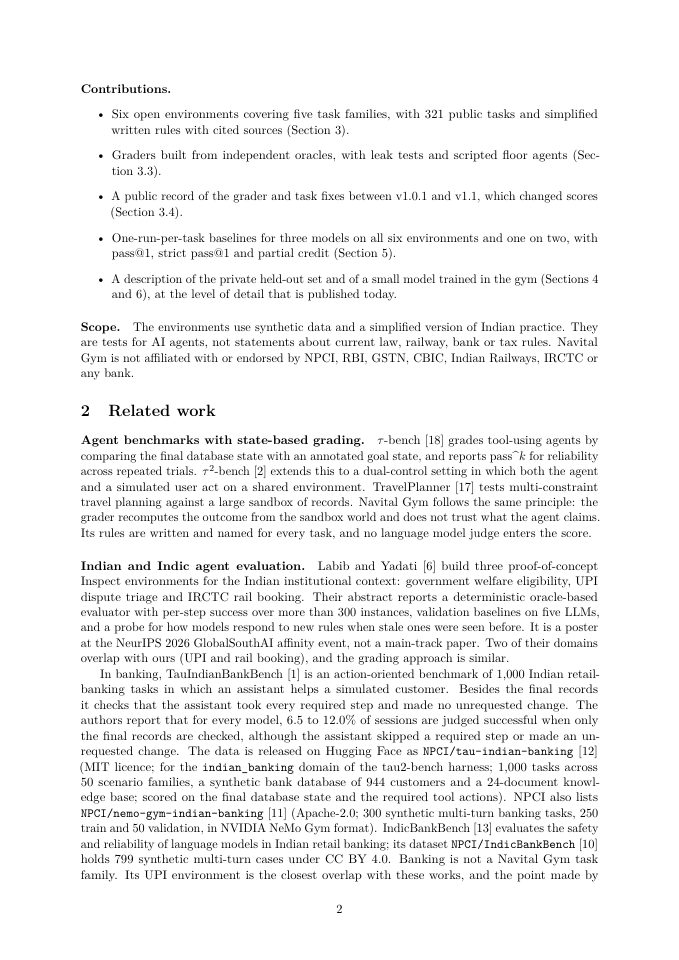 Contributions.
• Six open environments covering five task families, with 321 public tasks and simplified
written rules with cited sources (Section 3).
• Graders built from independent oracles, with leak tests and scripted floor agents (Sec-
tion 3.3).
• A public record of the grader and task fixes between v1.0.1 and v1.1, which changed scores
(Section 3.4).
• One-run-per-task baselines for three models on all six environments and one on two, with
pass@1, strict pass@1 and partial credit (Section 5).
• A description of the private held-out set and of a small model trained in the gym (Sections 4
and 6), at the level of detail that is published today.
Scope. The environments use synthetic data and a simplified version of Indian practice. They
are tests for AI agents, not statements about current law, railway, bank or tax rules. Navital
Gym is not affiliated with or endorsed by NPCI, RBI, GSTN, CBIC, Indian Railways, IRCTC or
any bank.
2 Related work
Agent benchmarks with state-based grading. τ-bench [18] grades tool-using agents by
comparing the final database state with an annotated goal state, and reports pass^k for reliability
across repeated trials. τ²-bench [2] extends this to a dual-control setting in which both the agent
and a simulated user act on a shared environment. TravelPlanner [17] tests multi-constraint
travel planning against a large sandbox of records. Navital Gym follows the same principle: the
grader recomputes the outcome from the sandbox world and does not trust what the agent claims.
Its rules are written and named for every task, and no language model judge enters the score.
Indian and Indic agent evaluation. Labib and Yadati [6] build three proof-of-concept
Inspect environments for the Indian institutional context: government welfare eligibility, UPI
dispute triage and IRCTC rail booking. Their abstract reports a deterministic oracle-based
evaluator with per-step success over more than 300 instances, validation baselines on five LLMs,
and a probe for how models respond to new rules when stale ones were seen before. It is a poster
at the NeurIPS 2026 GlobalSouthAI affinity event, not a main-track paper. Two of their domains
overlap with ours (UPI and rail booking), and the grading approach is similar.
In banking, TauIndianBankBench [1] is an action-oriented benchmark of 1,000 Indian retail-
banking tasks in which an assistant helps a simulated customer. Besides the final records
it checks that the assistant took every required step and made no unrequested change. The
authors report that for every model, 6.5 to 12.0% of sessions are judged successful when only
the final records are checked, although the assistant skipped a required step or made an un-
requested change. The data is released on Hugging Face as NPCI/tau-indian-banking [12]
(MIT licence; for the indian_banking domain of the tau2-bench harness; 1,000 tasks across
50 scenario families, a synthetic bank database of 944 customers and a 24-document knowl-
edge base; scored on the final database state and the required tool actions). NPCI also lists
NPCI/nemo-gym-indian-banking [11] (Apache-2.0; 300 synthetic multi-turn banking tasks, 250
train and 50 validation, in NVIDIA NeMo Gym format). IndicBankBench [13] evaluates the safety
and reliability of language models in Indian retail banking; its dataset NPCI/IndicBankBench [10]
holds 799 synthetic multi-turn cases under CC BY 4.0. Banking is not a Navital Gym task
family. Its UPI environment is the closest overlap with these works, and the point made by
2